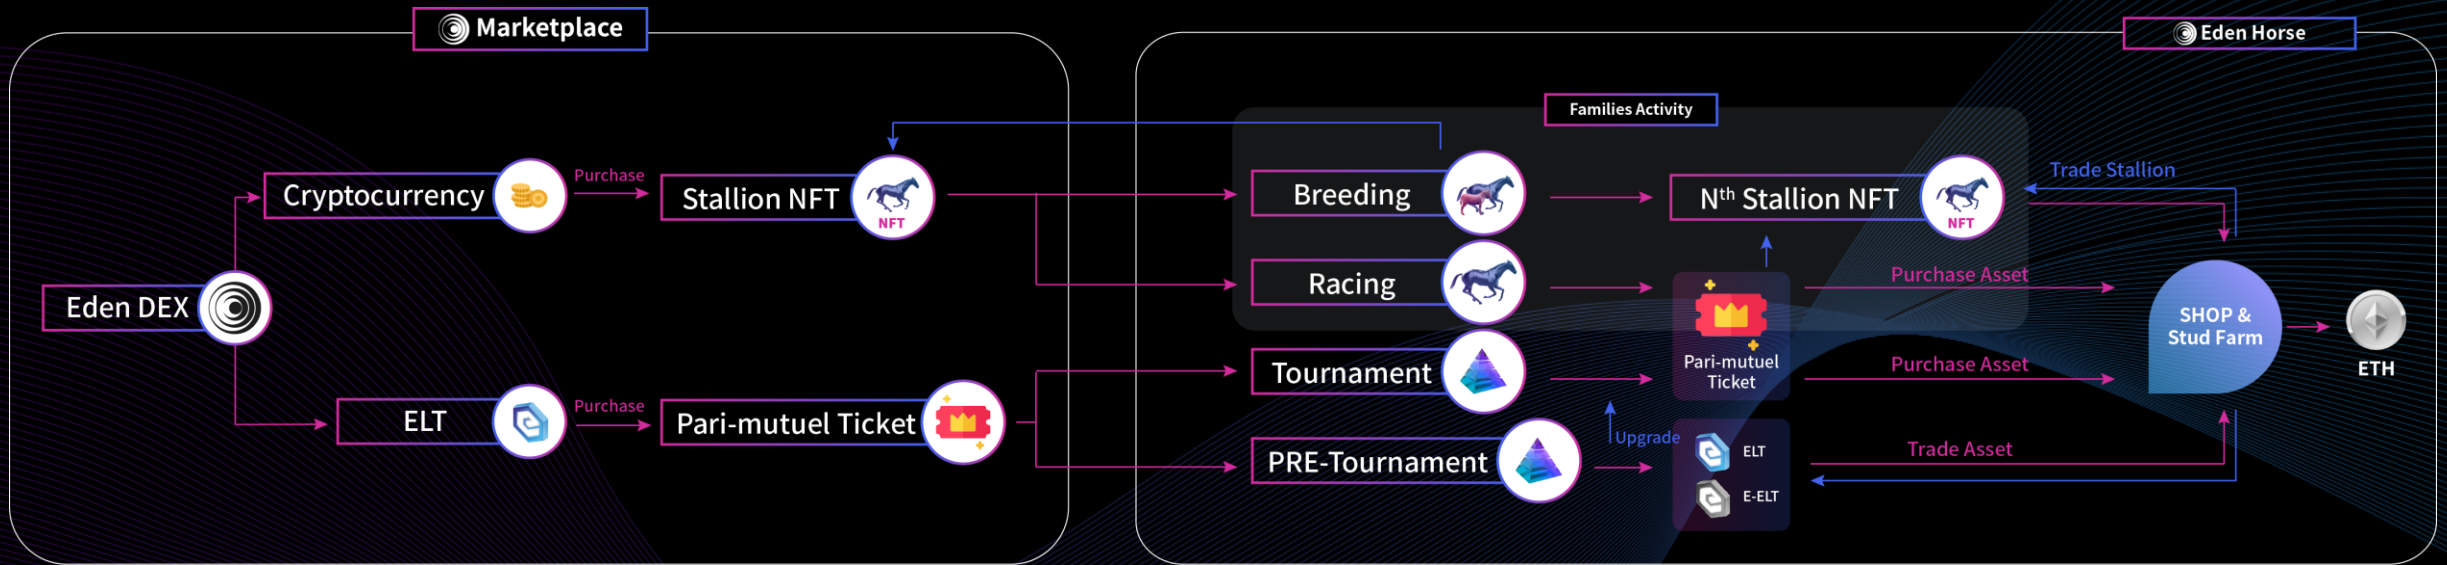 Marketplace
Eden Horse
Families Activity
Cryptocurrency
Purchase
Stallion NFT
NFT
Eden DEX
ELT
Purchase
Pari-mutuel Ticket
Breeding
Nth Stallion NFT
NFT
Trade Stallion
Racing
Purchase Asset
Pari-mutuel
Ticket
Tournament
Purchase Asset
PRE-Tournament
Upgrade
ELT
E-ELT
Trade Asset
SHOP &
Stud Farm
ETH